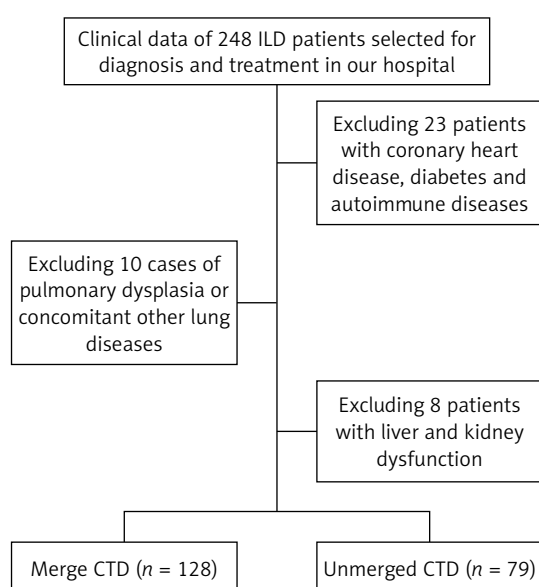 Clinical data of 248 ILD patients selected for
diagnosis and treatment in our hospital
Excluding 23 patients
with coronary heart
disease, diabetes and
autoimmune diseases
Excluding 10 cases of
pulmonary dysplasia or
concomitant other lung
diseases
Excluding 8 patients
with liver and kidney
dysfunction
Merge CTD (n = 128)
Unmerged CTD (n = 79)